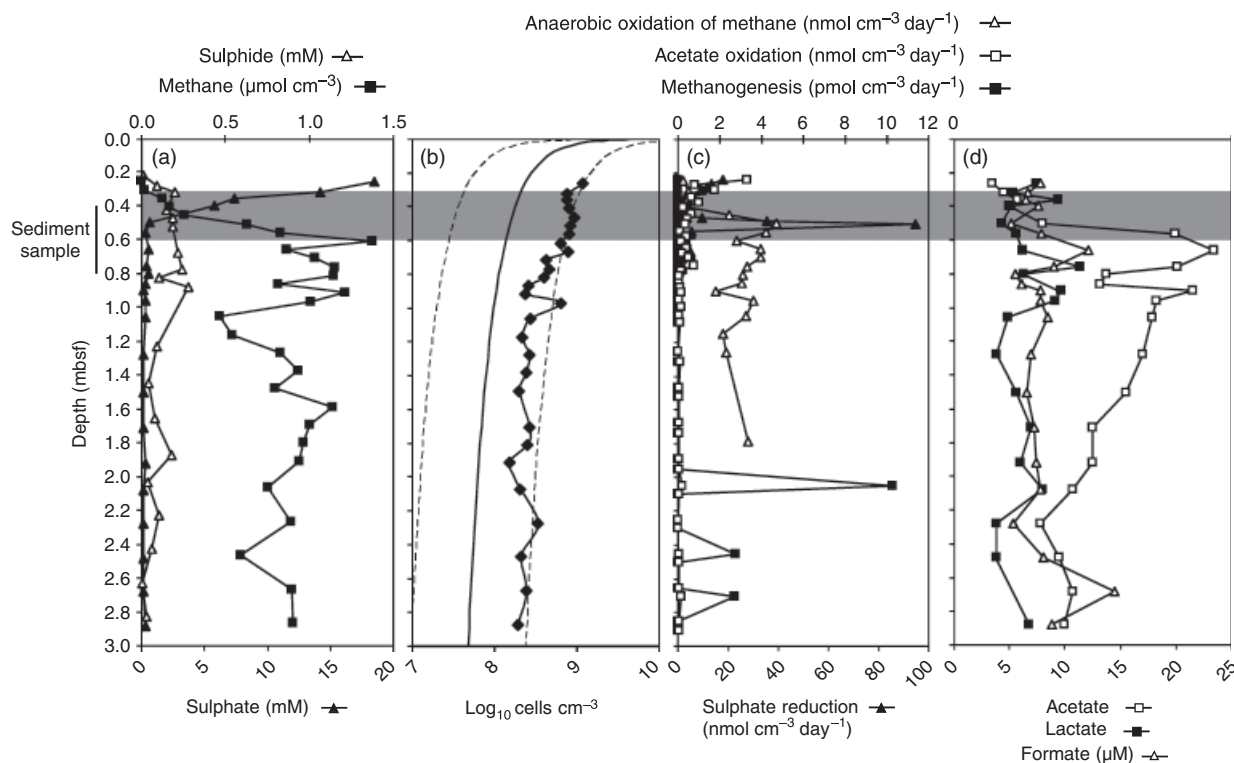 Anaerobic oxidation of methane (nmol cm⁻³ day⁻¹)
Sulphide (mM)
Acetate oxidation (nmol cm⁻³ day⁻¹)
Methane (µmol cm⁻³)
Methanogenesis (pmol cm⁻³ day⁻¹)
0.0 0.5 1.0 1.5
0 2 4 6 8 10 12
0
(a) (b) (c) (d)
0.0
0.2
0.4
0.6
0.8
1.0
1.2
1.4
1.6
1.8
2.0
2.2
2.4
2.6
2.8
3.0
Sediment
sample
Depth (mbsf)
0 5 10 15 20
7 8 9 10
0 20 40 60 80 100
0 5 10 15 20 25
Sulphate (mM)
Log₁₀ cells cm⁻³
Sulphate reduction
(nmol cm⁻³ day⁻¹)
Acetate
Lactate
Formate (µM)